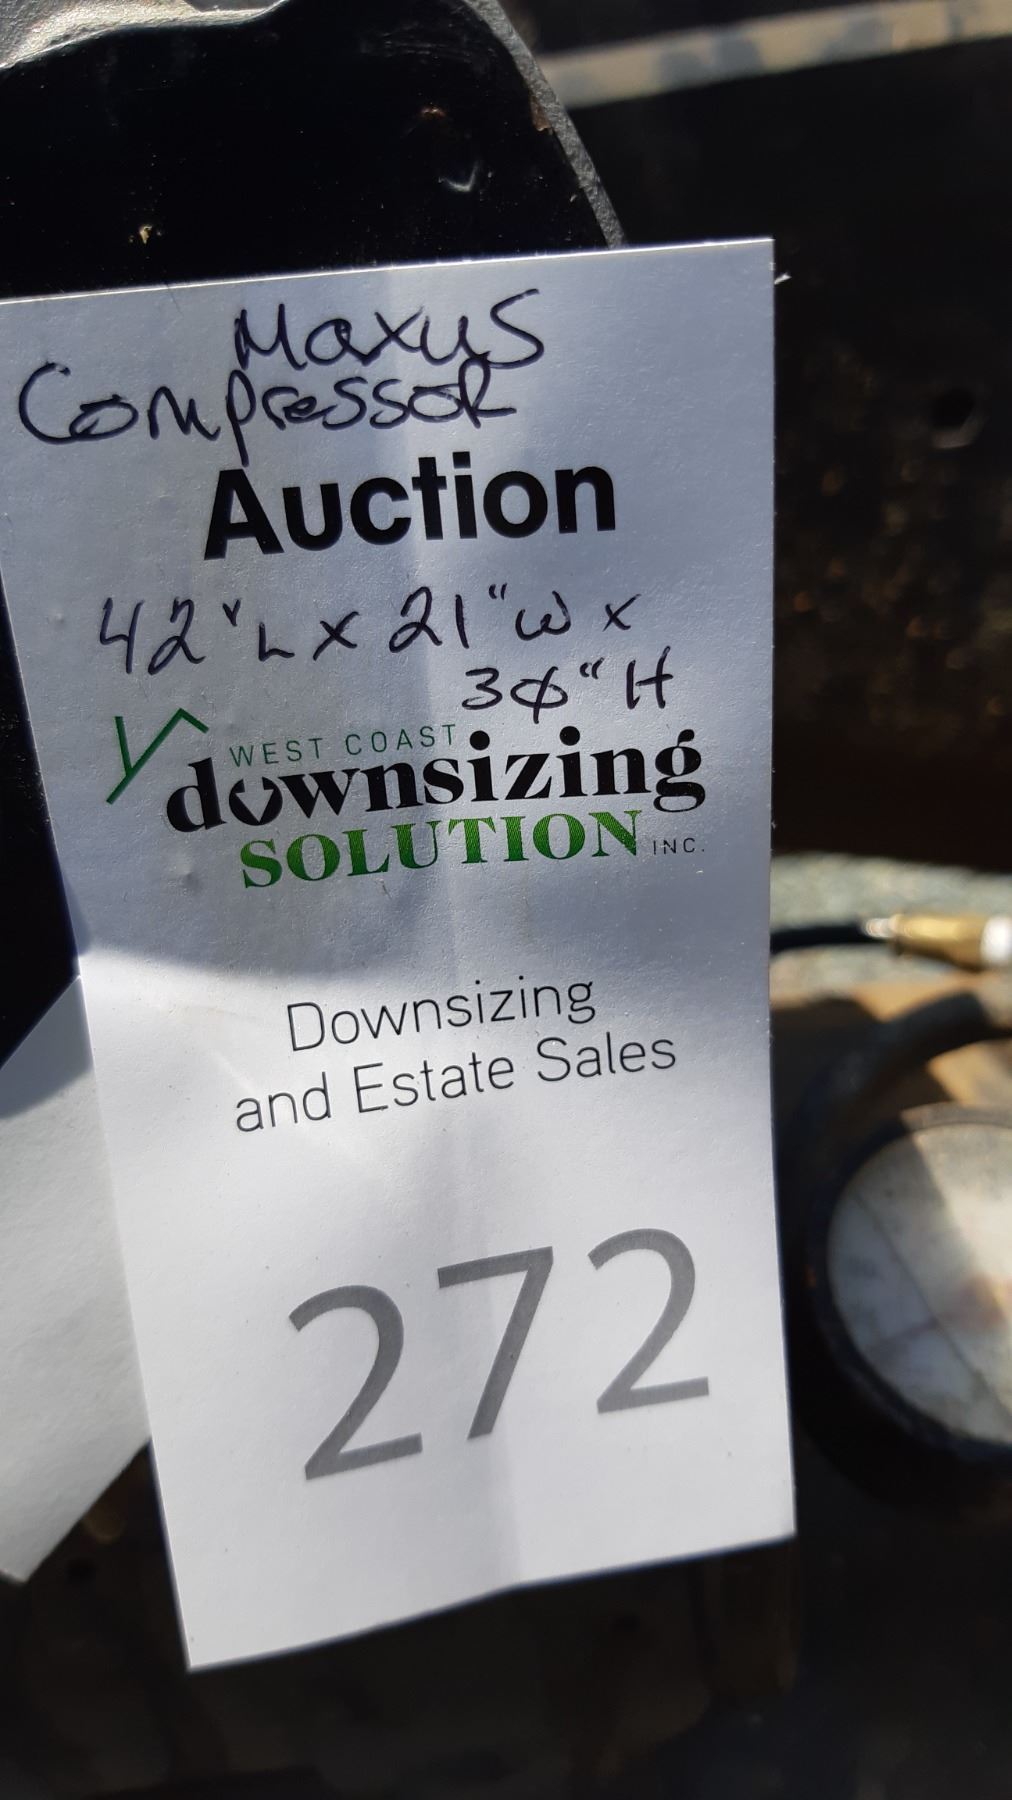 Maxus
Compressor
Auction
42"L x 21"W x
30"H
WEST COAST
downsizing
SOLUTION INC.
Downsizing
and Estate Sales
272